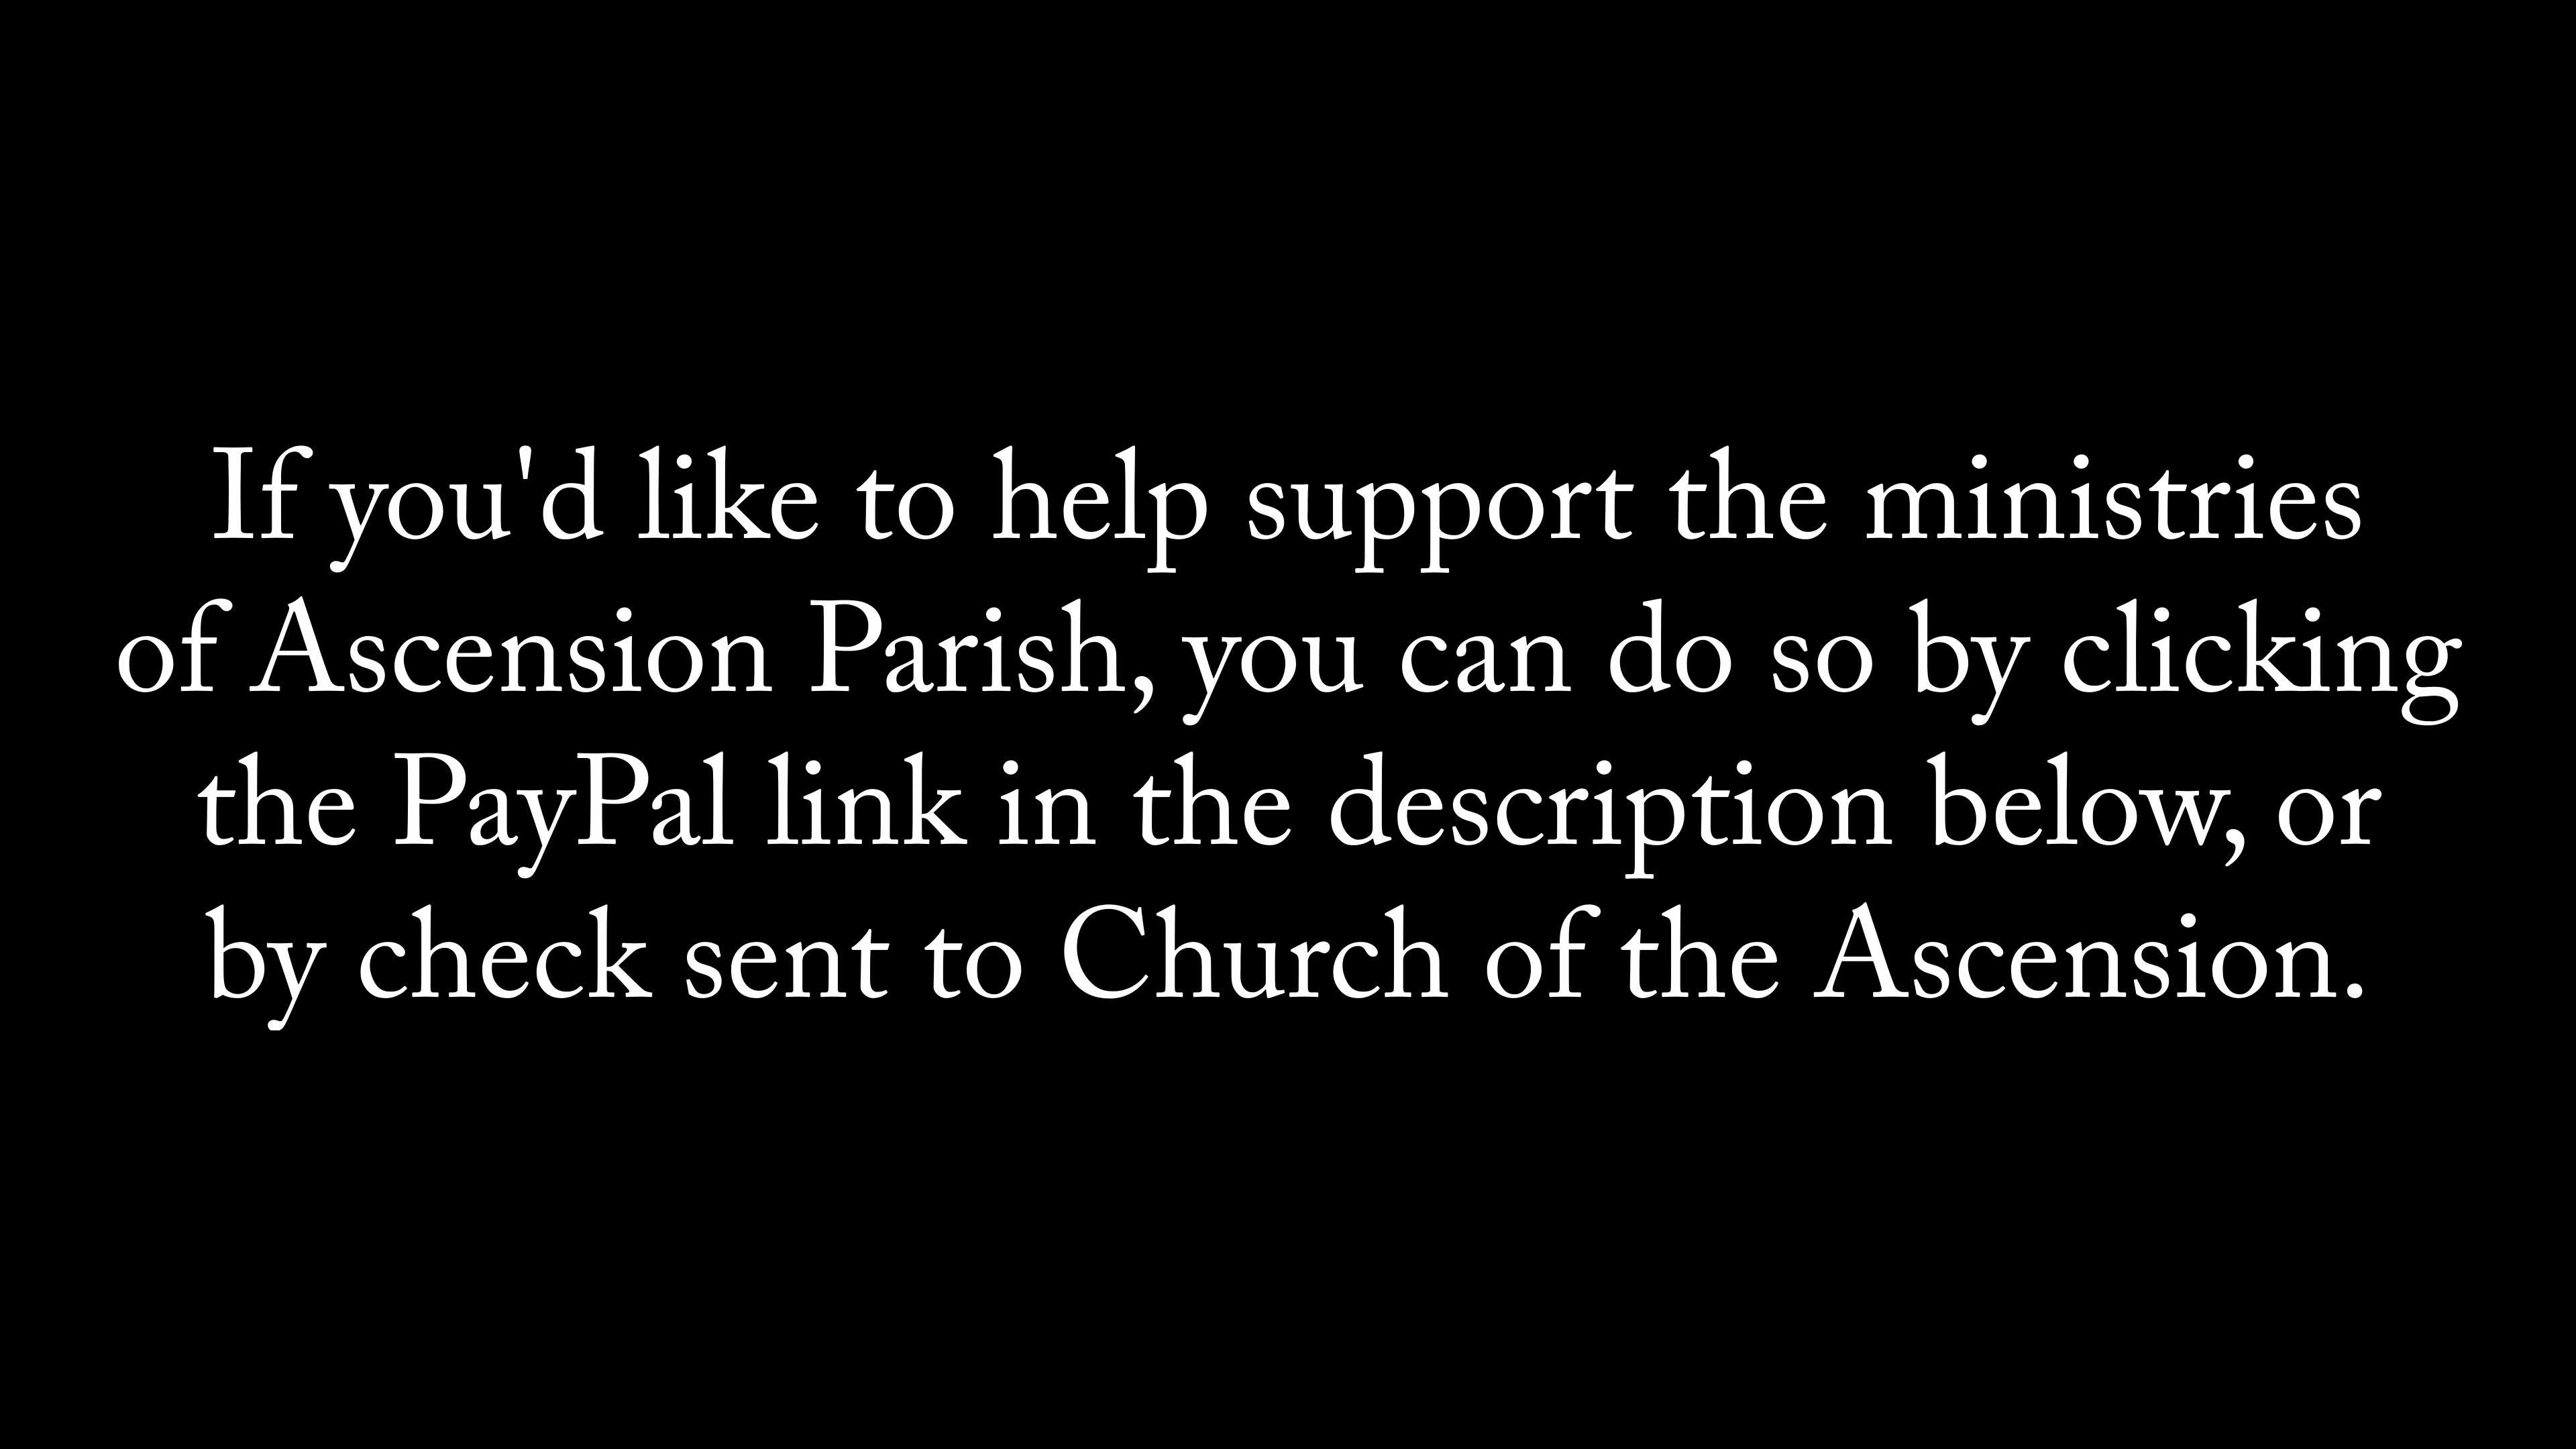 If you'd like to help support the ministries
of Ascension Parish, you can do so by clicking
the PayPal link in the description below, or
by check sent to Church of the Ascension.